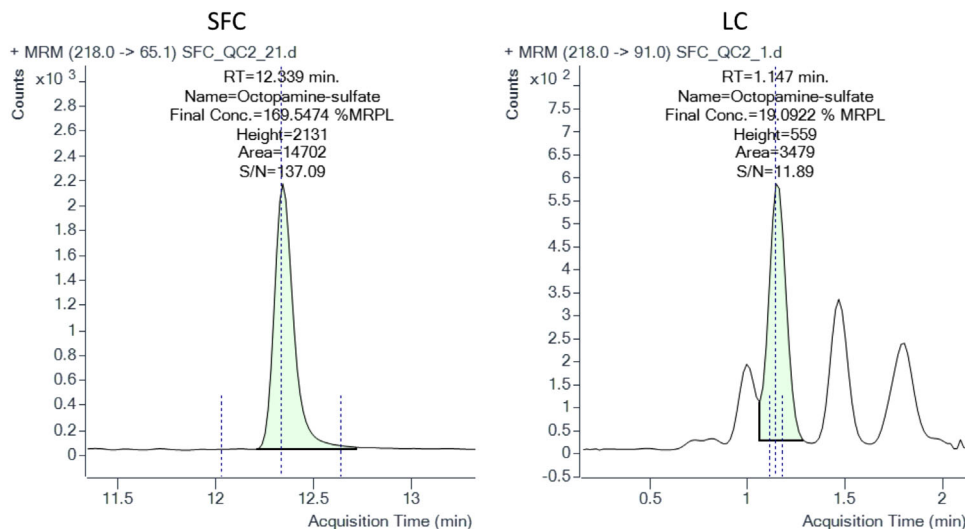 SFC
+ MRM (218.0 -> 65.1) SFC_QC2_21.d
Counts
x10 3
RT=12.339 min.
Name=Octopamine-sulfate
Final Conc.=169.5474 %MRPL
Height=2131
Area=14702
S/N=137.09
2.8
2.6
2.4
2.2
2
1.8
1.6
1.4
1.2
1
0.8
0.6
0.4
0.2
0
11.5 12 12.5 13
Acquisition Time (min)
LC
+ MRM (218.0 -> 91.0) SFC_QC2_1.d
Counts
x10 2
RT=1.147 min.
Name=Octopamine-sulfate
Final Conc.=19.0922 % MRPL
Height=559
Area=3479
S/N=11.89
7.5
7
6.5
6
5.5
5
4.5
4
3.5
3
2.5
2
1.5
1
0.5
0
-0.5
0.5 1 1.5 2
Acquisition Time (min)